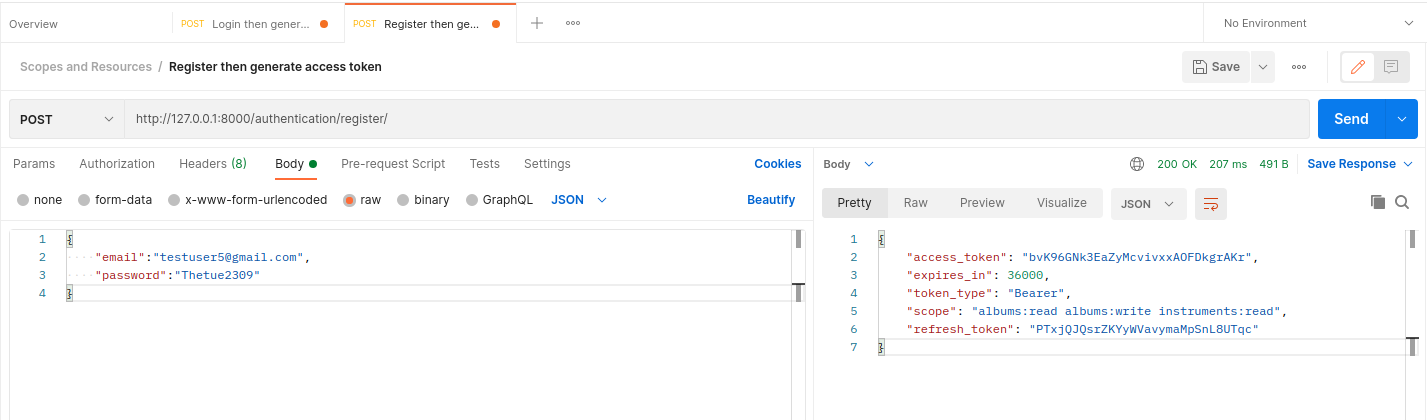 Overview
POST Login then gener...
POST Register then ge...
No Environment
Scopes and Resources / Register then generate access token
Save
POST
http://127.0.0.1:8000/authentication/register/
Send
Params Authorization Headers (8) Body Pre-request Script Tests Settings Cookies
none form-data x-www-form-urlencoded raw binary GraphQL JSON Beautify
1 {
2 "email":"testuser5@gmail.com",
3 "password":"Thetue2309"
4 }
Body 200 OK 207 ms 491 B Save Response
Pretty Raw Preview Visualize JSON
1 {
2 "access_token": "bvK96GNk3EaZyMcvivxxAOFDkgrAKr",
3 "expires_in": 36000,
4 "token_type": "Bearer",
5 "scope": "albums:read albums:write instruments:read",
6 "refresh_token": "PTxjQJQsrZKYyWVavymaMpSnL8UTqc"
7 }